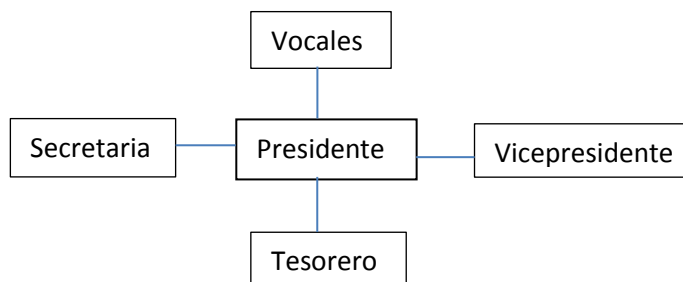 Vocales
Secretaria
Presidente
Vicepresidente
Tesorero